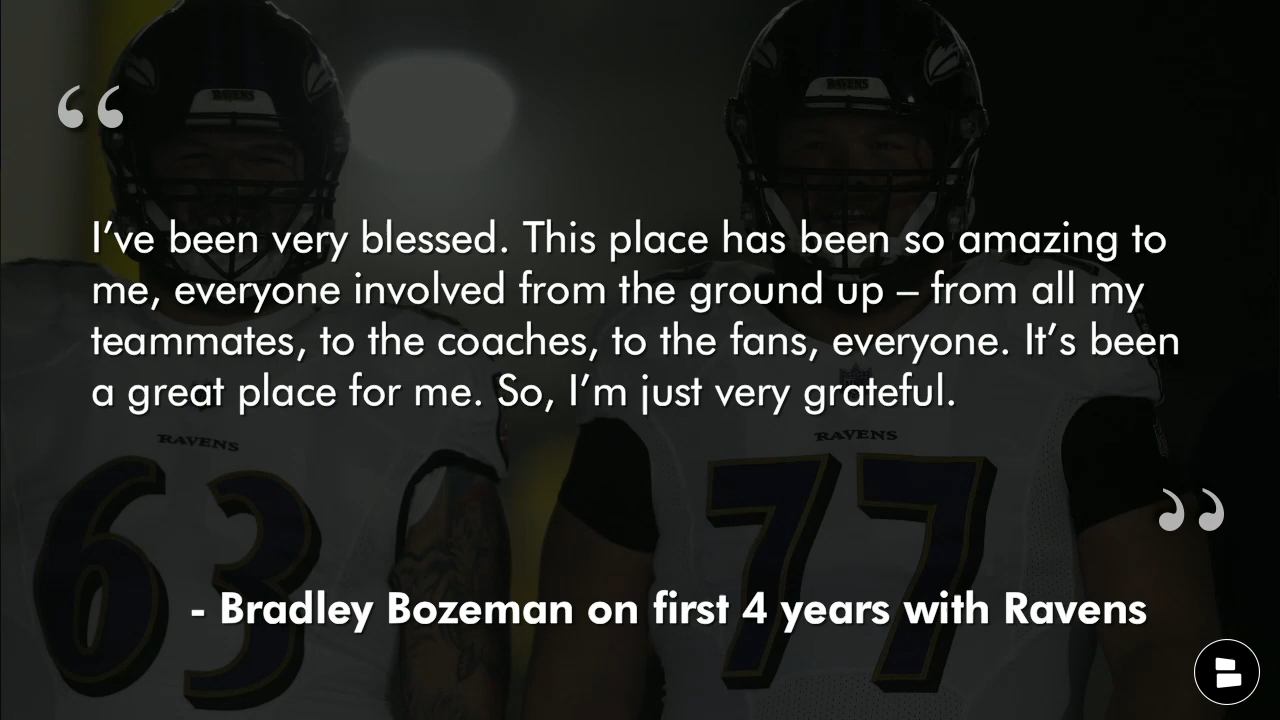 RAVENS
RAVENS
“
I’ve been very blessed. This place has been so amazing to
me, everyone involved from the ground up – from all my
teammates, to the coaches, to the fans, everyone. It’s been
a great place for me. So, I’m just very grateful.
”
RAVENS
RAVENS
63
77
- Bradley Bozeman on first 4 years with Ravens